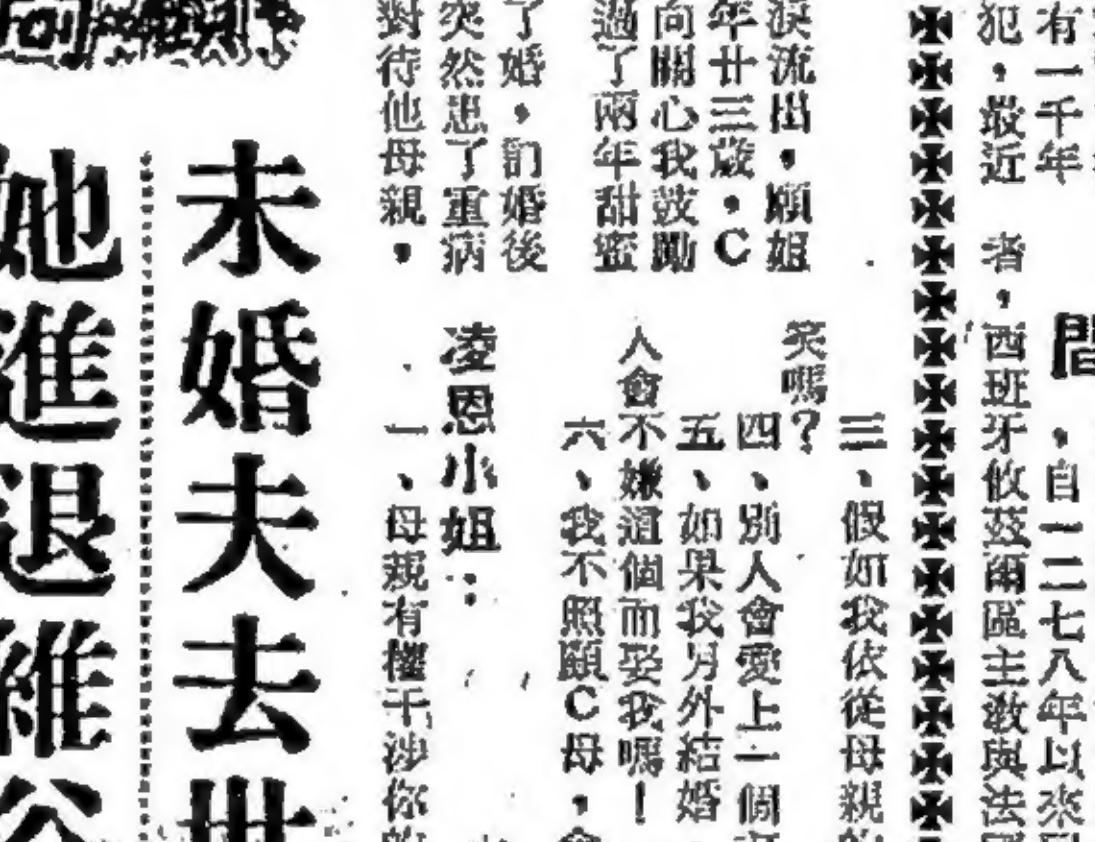 有一千年
犯，最近
間
，自一二七八年以來
者，西班牙攸茲爾區主教與法
淚流出，願姐
年廿三歲，C
向關心我鼓勵
過了兩年甜蜜
了婚，婚後
突然患了重病
對待他母親，
三、假如我依從母親
笑嗎？
四、別人會愛上一個
五、如果我另外結婚
人會不嫌這個而娶我嗎！
六、我不照顧C母，會
凌恩小姐：
一、母親有權干涉你的
未婚夫去世
她進退維谷